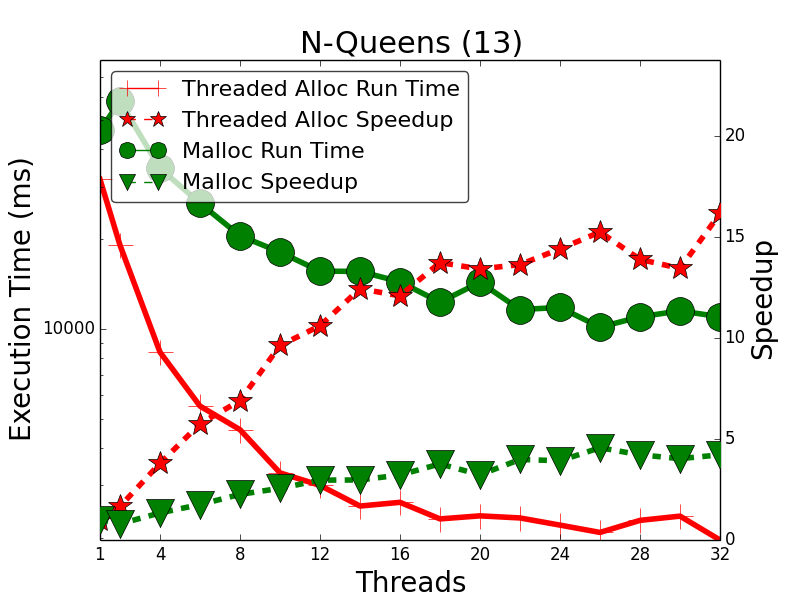 N-Queens (13)
Threaded Alloc Run Time
Threaded Alloc Speedup
Malloc Run Time
Malloc Speedup
Execution Time (ms)
10000
20
15
10
5
0
Speedup
1 4 8 12 16 20 24 28 32
Threads